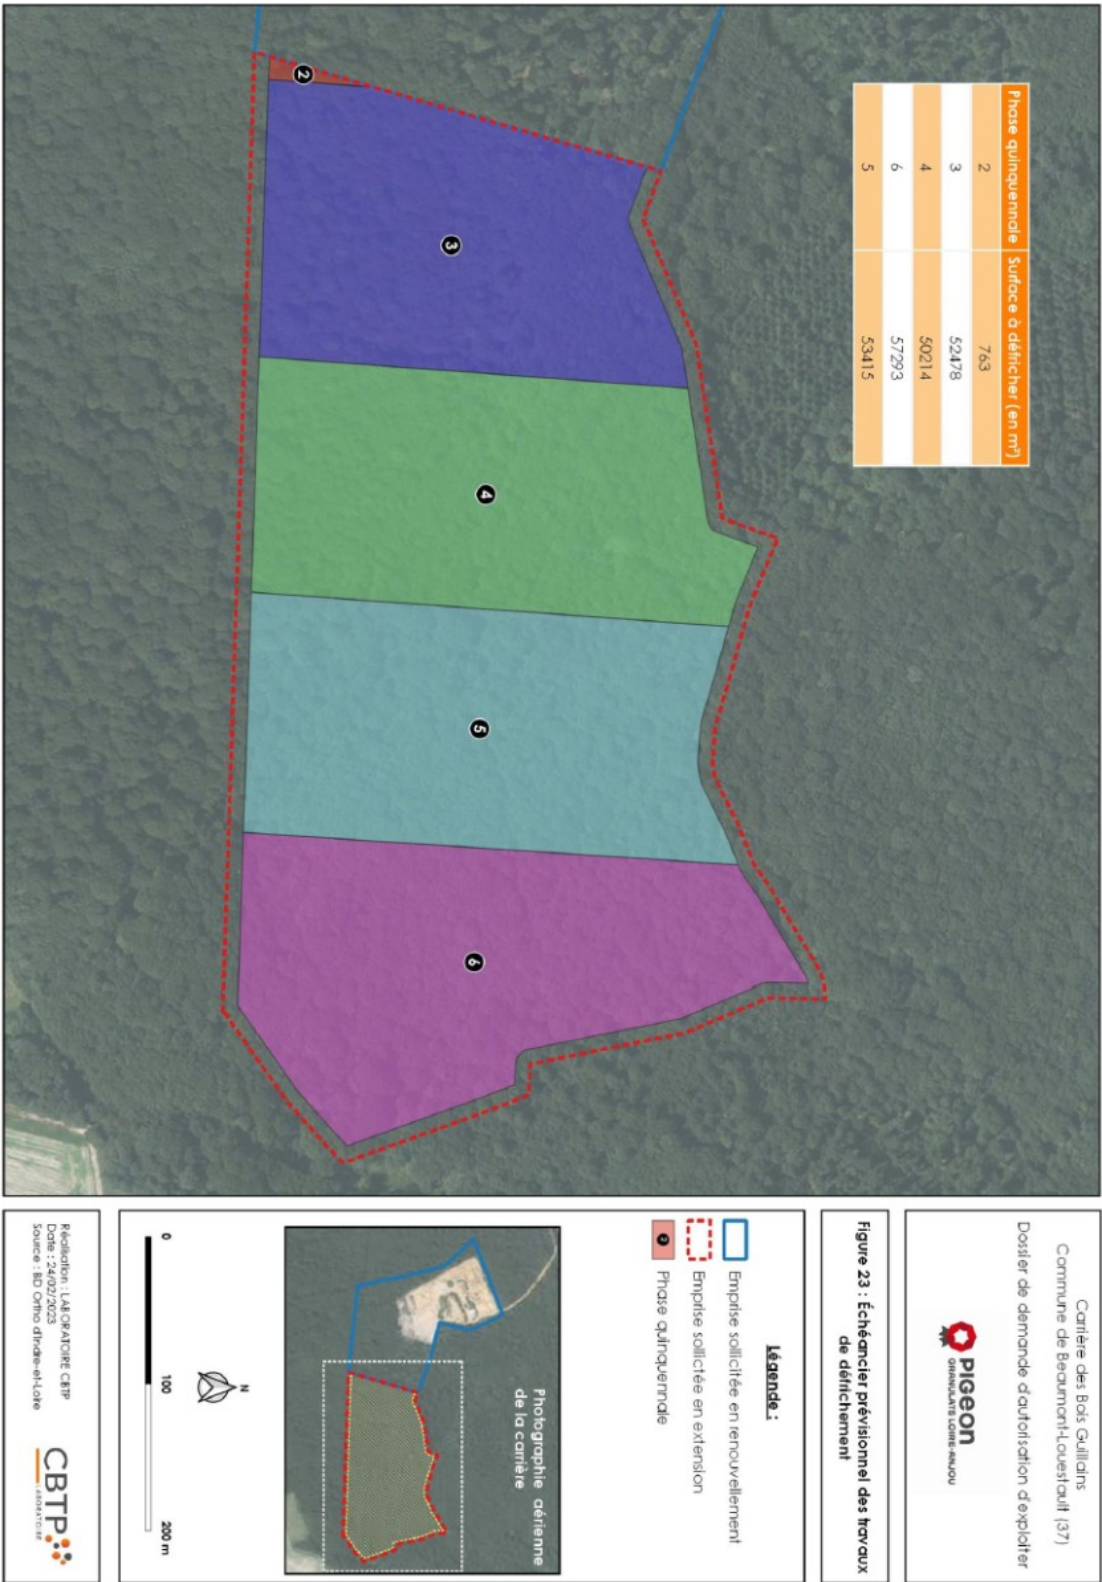 Phase quinquennale Surface à défricher (en m²)
2 763
3 52478
4 50214
6 57293
5 53415
2
3
4
5
6
Carrière des Bois Guillains
Commune de Beaumont-Louestault (37)
Dossier de demande d'autorisation d'exploiter
PIGEON
GRANULATS LOIRE-ANJOU
Figure 23 : Échéancier prévisionnel des travaux
de défrichement
Légende :
Emprise sollicitée en renouvellement
Emprise sollicitée en extension
2 Phase quinquennale
Photographie aérienne
de la carrière
N
0 100 200 m
Réalisation : LABORATOIRE CBTP
Date : 24/02/2023
Source : BD Ortho d'Indre-et-Loire
CBTP
LABORATOIRE